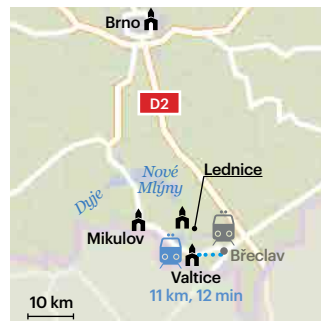 Brno
D2
Lednice
Nové
Mlýny
Dyje
Mikulov
Břeclav
Valtice
11 km, 12 min
10 km